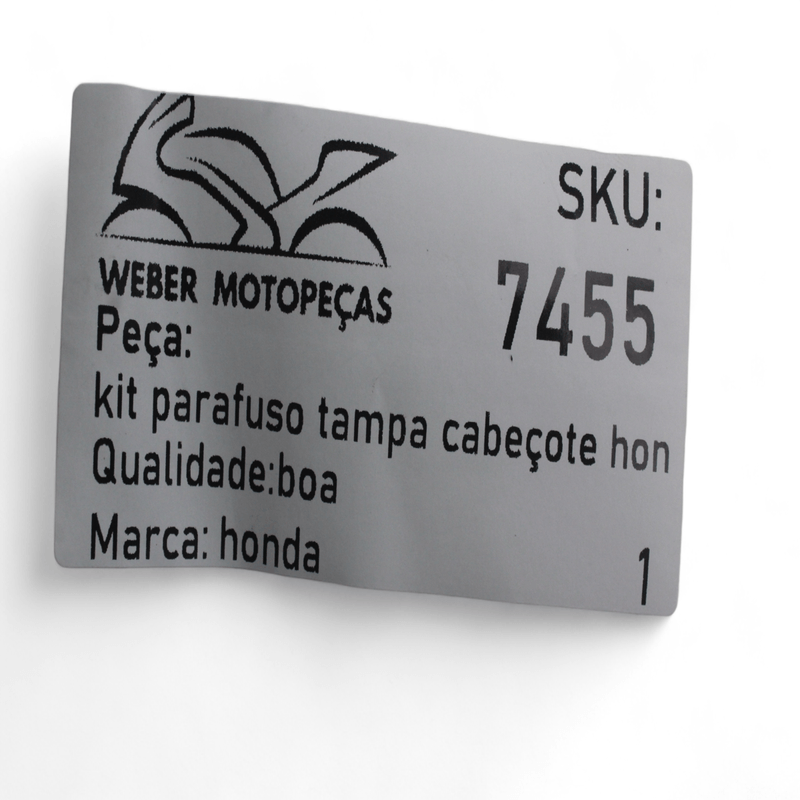 WEBER MOTOPEÇAS
SKU:
7455
Peça:
kit parafuso tampa cabeçote hon
Qualidade:boa
Marca: honda
1